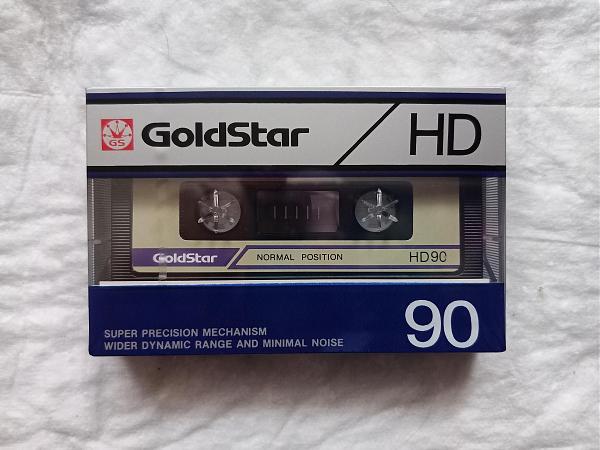 GS GoldStar HD
GoldStar NORMAL POSITION HD90
SUPER PRECISION MECHANISM
WIDER DYNAMIC RANGE AND MINIMAL NOISE
90